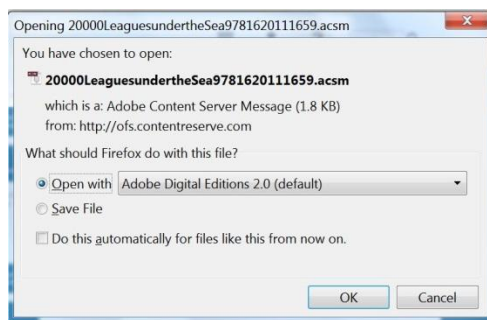 Opening 20000LeaguesundertheSea9781620111659.acsm
You have chosen to open:
20000LeaguesundertheSea9781620111659.acsm
which is a: Adobe Content Server Message (1.8 KB)
from: http://ofs.contentreserve.com
What should Firefox do with this file?
Open with Adobe Digital Editions 2.0 (default)
Save File
Do this automatically for files like this from now on.
OK Cancel